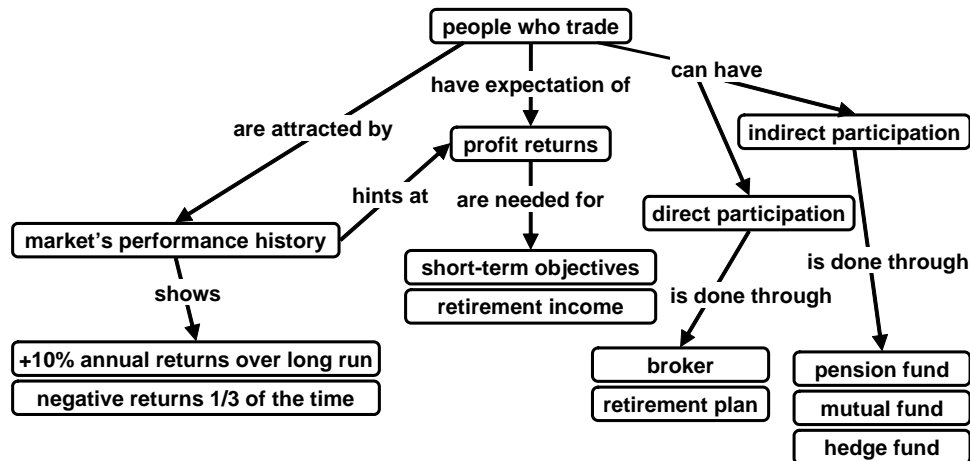 people who trade
can have
have expectation of
are attracted by
indirect participation
profit returns
hints at
are needed for
direct participation
market's performance history
short-term objectives
is done through
shows
retirement income
is done through
+10% annual returns over long run
broker
pension fund
negative returns 1/3 of the time
retirement plan
mutual fund
hedge fund